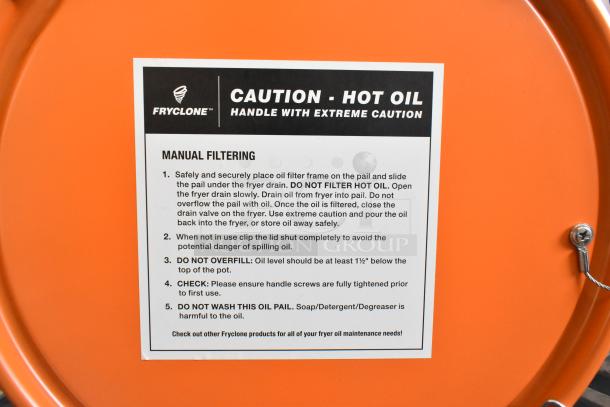 CAUTION - HOT OIL
FRYCLONE™
HANDLE WITH EXTREME CAUTION
MANUAL FILTERING
1. Safely and securely place oil filter frame on the pail and slide
the pail under the fryer drain. DO NOT FILTER HOT OIL. Open
the fryer drain slowly. Drain oil from fryer into pail. Do not
overflow the pail with oil. Once the oil is filtered, close the
drain valve on the fryer. Use extreme caution and pour the oil
back into the fryer, or store oil away safely.
2. When not in use clip the lid shut completely to avoid the
potential danger of spilling oil.
3. DO NOT OVERFILL: Oil level should be at least 1½" below the
top of the pot.
4. CHECK: Please ensure handle screws are fully tightened prior
to first use.
5. DO NOT WASH THIS OIL PAIL. Soap/Detergent/Degreaser is
harmful to the oil.
Check out other Fryclone products for all of your fryer oil maintenance needs!
GROUP